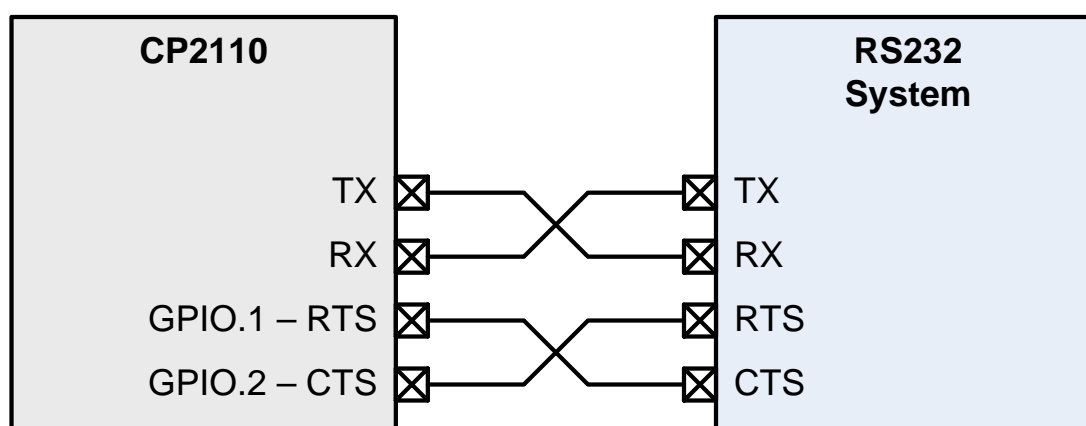 CP2110
TX
RX
GPIO.1 – RTS
GPIO.2 – CTS
RS232
System
TX
RX
RTS
CTS